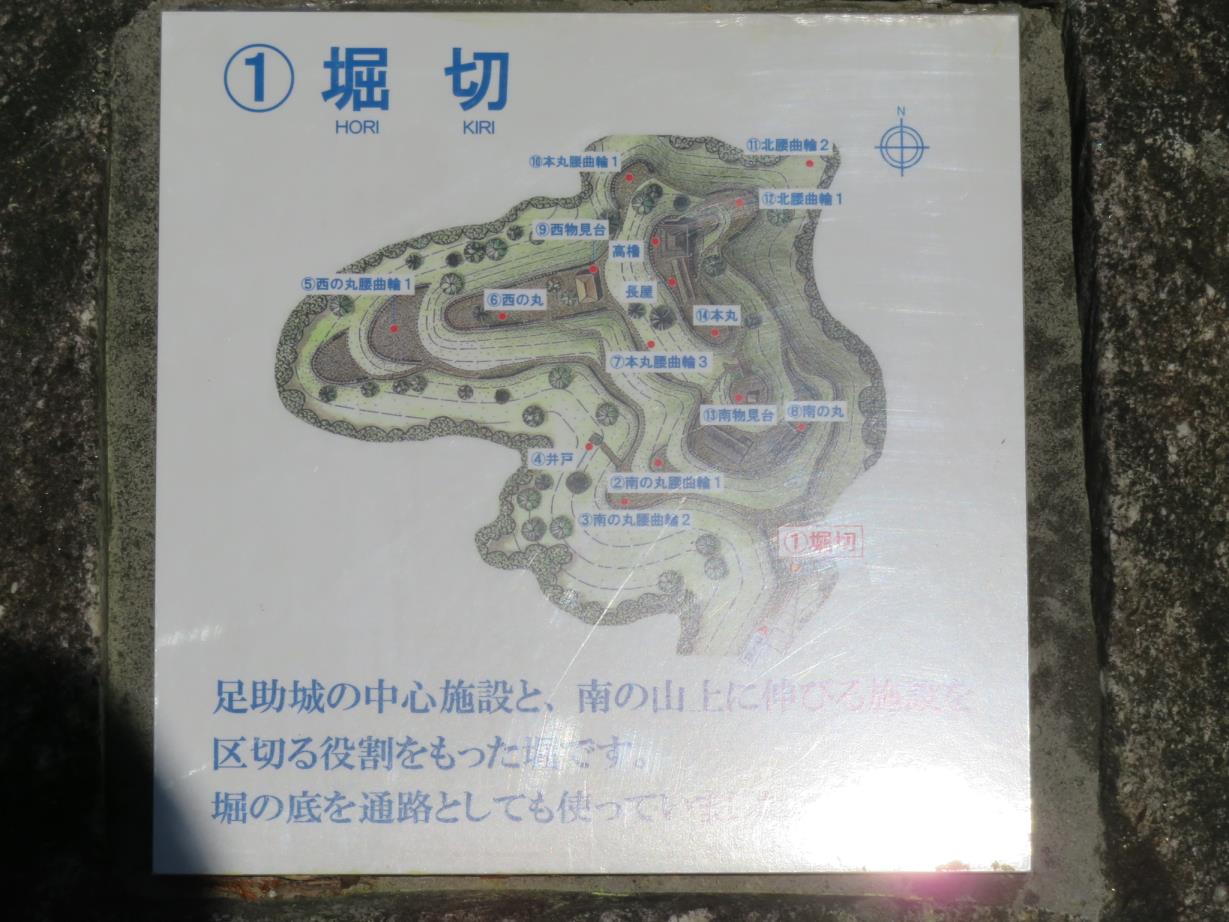 ① 堀 切
HORI KIRI
N
⑩本丸腰曲輪1
⑪北腰曲輪2
⑫北腰曲輪1
⑨西物見台
高櫓
⑤西の丸腰曲輪1
⑥西の丸
長屋
⑭本丸
⑦本丸腰曲輪3
⑬南物見台
⑧南の丸
④井戸
②南の丸腰曲輪1
③南の丸腰曲輪2
①堀切
足助城の中心施設と、南の山上に伸びる施設を
区切る役割をもった堀です。
堀の底を通路としても使っていました